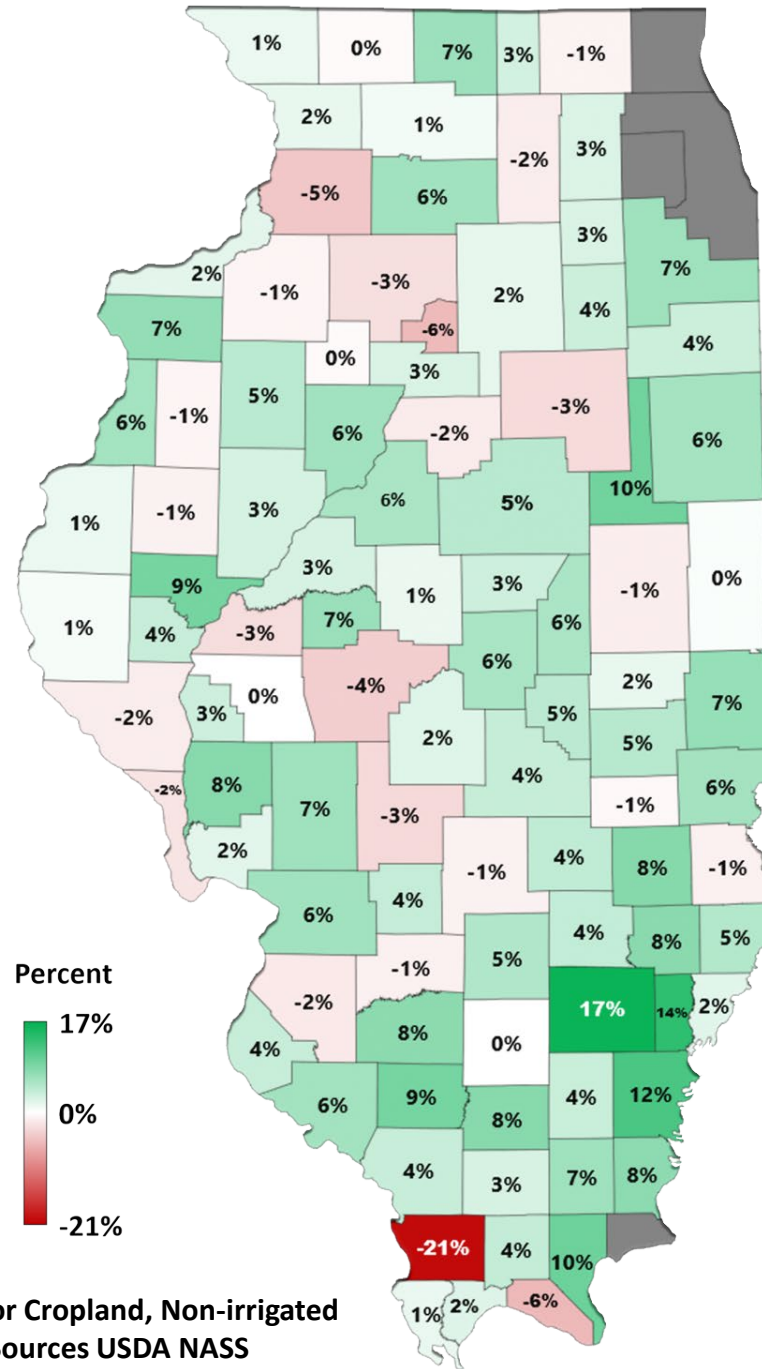 1% 0% 7% 3% -1%
2% 1% -2% 3%
-5% 6% 3% 7%
2% -1% -3% 2% 4%
7% 0% -6% 3% 4%
6% -1% 5% 6% -2% -3% 6%
1% -1% 3% 6% 5% 10%
9% 3% 1% 3% -1% 0%
1% 4% -3% 7% 6% 6%
-2% 3% 0% -4% 2% 5% 2% 7%
-2% 8% 7% -3% 4% 5% -1% 6%
2% -1% 4% 8% -1%
6% 4% 5% 4% 8% 5%
-2% -1% 17% 14% 2%
4% 8% 0%
6% 9% 8% 4% 12%
4% 3% 7% 8%
-21% 4% 10%
1% 2% -6%
Percent
17%
0%
-21%
or Cropland, Non-irrigated
ources USDA NASS